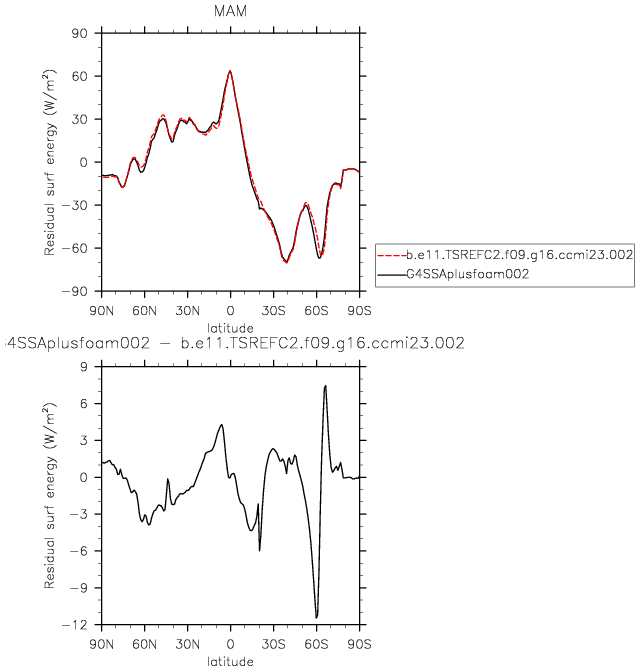 MAM
90
60
30
0
−30
−60
−90
Residual surf energy (W/m²)
90N 60N 30N 0 30S 60S 90S
latitude
b.e11.TSREFC2.f09.g16.ccmi23.002
G4SSAplusfoam002
4SSAplusfoam002 − b.e11.TSREFC2.f09.g16.ccmi23.002
9
6
3
0
−3
−6
−9
−12
Residual surf energy (W/m²)
90N 60N 30N 0 30S 60S 90S
latitude